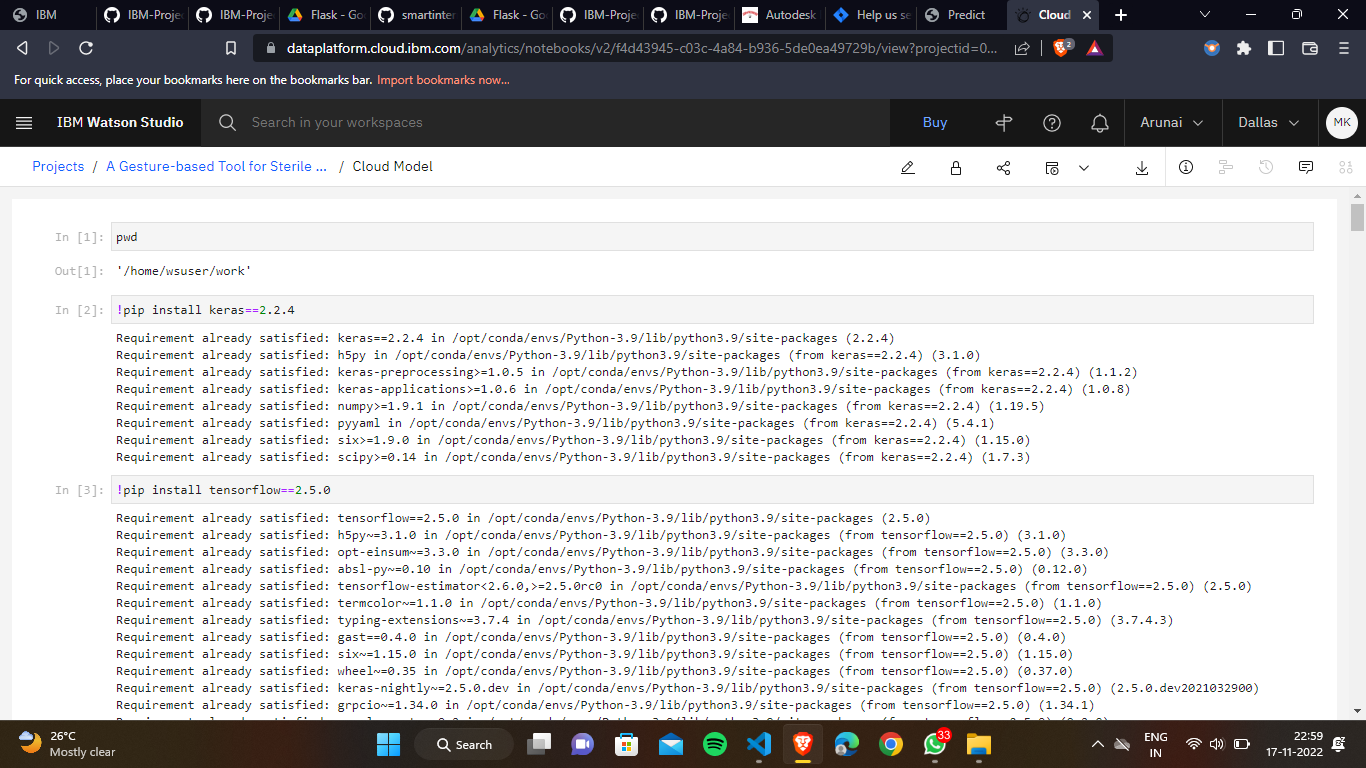 IBM
IBM-Proje
IBM-Proje
Flask - Go
smartinter
Flask - Go
IBM-Proje
IBM-Proje
Autodesk
Help us se
Predict
Cloud
dataplatform.cloud.ibm.com/analytics/notebooks/v2/f4d43945-c03c-4a84-b936-5de0ea49729b/view?projectid=0...
2
For quick access, place your bookmarks here on the bookmarks bar. Import bookmarks now...
IBM Watson Studio
Search in your workspaces
Buy
Arunai
Dallas
MK
Projects / A Gesture-based Tool for Sterile ... / Cloud Model
In [1]: pwd
Out[1]: '/home/wsuser/work'
In [2]: !pip install keras==2.2.4
Requirement already satisfied: keras==2.2.4 in /opt/conda/envs/Python-3.9/lib/python3.9/site-packages (2.2.4)
Requirement already satisfied: h5py in /opt/conda/envs/Python-3.9/lib/python3.9/site-packages (from keras==2.2.4) (3.1.0)
Requirement already satisfied: keras-preprocessing>=1.0.5 in /opt/conda/envs/Python-3.9/lib/python3.9/site-packages (from keras==2.2.4) (1.1.2)
Requirement already satisfied: keras-applications>=1.0.6 in /opt/conda/envs/Python-3.9/lib/python3.9/site-packages (from keras==2.2.4) (1.0.8)
Requirement already satisfied: numpy>=1.9.1 in /opt/conda/envs/Python-3.9/lib/python3.9/site-packages (from keras==2.2.4) (1.19.5)
Requirement already satisfied: pyyaml in /opt/conda/envs/Python-3.9/lib/python3.9/site-packages (from keras==2.2.4) (5.4.1)
Requirement already satisfied: six>=1.9.0 in /opt/conda/envs/Python-3.9/lib/python3.9/site-packages (from keras==2.2.4) (1.15.0)
Requirement already satisfied: scipy>=0.14 in /opt/conda/envs/Python-3.9/lib/python3.9/site-packages (from keras==2.2.4) (1.7.3)
In [3]: !pip install tensorflow==2.5.0
Requirement already satisfied: tensorflow==2.5.0 in /opt/conda/envs/Python-3.9/lib/python3.9/site-packages (2.5.0)
Requirement already satisfied: h5py~=3.1.0 in /opt/conda/envs/Python-3.9/lib/python3.9/site-packages (from tensorflow==2.5.0) (3.1.0)
Requirement already satisfied: opt-einsum~=3.3.0 in /opt/conda/envs/Python-3.9/lib/python3.9/site-packages (from tensorflow==2.5.0) (3.3.0)
Requirement already satisfied: absl-py~=0.10 in /opt/conda/envs/Python-3.9/lib/python3.9/site-packages (from tensorflow==2.5.0) (0.12.0)
Requirement already satisfied: tensorflow-estimator<2.6.0,>=2.5.0rc0 in /opt/conda/envs/Python-3.9/lib/python3.9/site-packages (from tensorflow==2.5.0) (2.5.0)
Requirement already satisfied: termcolor~=1.1.0 in /opt/conda/envs/Python-3.9/lib/python3.9/site-packages (from tensorflow==2.5.0) (1.1.0)
Requirement already satisfied: typing-extensions~=3.7.4 in /opt/conda/envs/Python-3.9/lib/python3.9/site-packages (from tensorflow==2.5.0) (3.7.4.3)
Requirement already satisfied: gast==0.4.0 in /opt/conda/envs/Python-3.9/lib/python3.9/site-packages (from tensorflow==2.5.0) (0.4.0)
Requirement already satisfied: six~=1.15.0 in /opt/conda/envs/Python-3.9/lib/python3.9/site-packages (from tensorflow==2.5.0) (1.15.0)
Requirement already satisfied: wheel~=0.35 in /opt/conda/envs/Python-3.9/lib/python3.9/site-packages (from tensorflow==2.5.0) (0.37.0)
Requirement already satisfied: keras-nightly~=2.5.0.dev in /opt/conda/envs/Python-3.9/lib/python3.9/site-packages (from tensorflow==2.5.0) (2.5.0.dev2021032900)
Requirement already satisfied: grpcio~=1.34.0 in /opt/conda/envs/Python-3.9/lib/python3.9/site-packages (from tensorflow==2.5.0) (1.34.1)
26°C
Mostly clear
Search
33
ENG
IN
22:59
17-11-2022